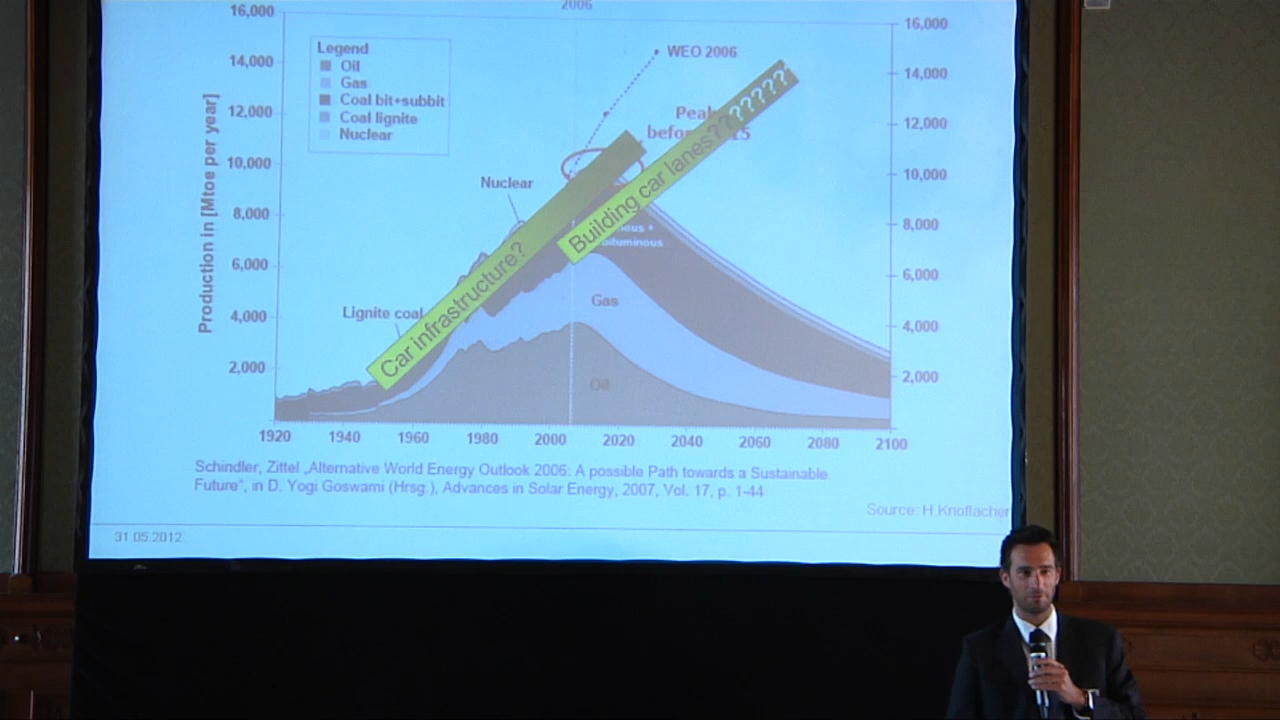 2006
16,000
14,000
12,000
10,000
8,000
6,000
4,000
2,000
Production in [Mtoe per year]
Legend
Oil
Gas
Coal bit+subbit
Coal lignite
Nuclear
WEO 2006
Nuclear
Lignite coal
Car infrastructure?
Building car lanes????????
Gas
Oil
16,000
14,000
12,000
10,000
8,000
6,000
4,000
2,000
1920 1940 1960 1980 2000 2020 2040 2060 2080 2100
Schindler, Zittel „Alternative World Energy Outlook 2006: A possible Path towards a Sustainable
Future“, in D. Yogi Goswami (Hrsg.), Advances in Solar Energy, 2007, Vol. 17, p. 1-44
Source: H.Knoflacher
31.05.2012